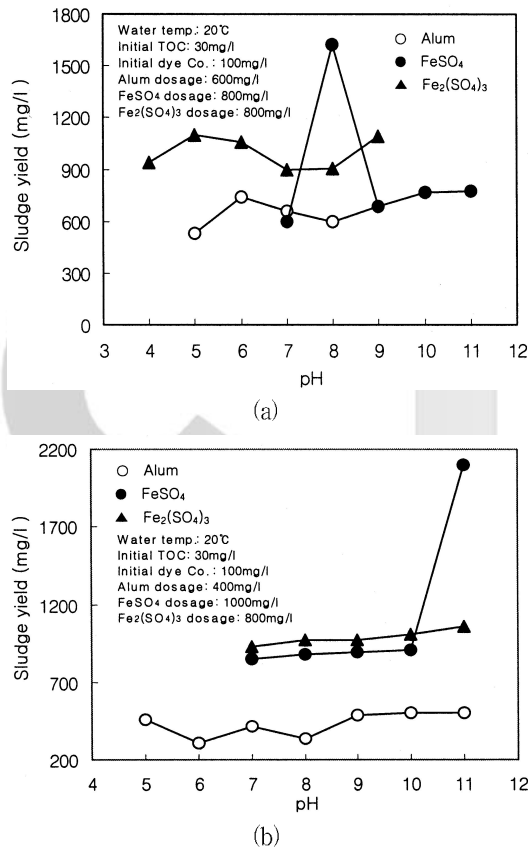 1800
1500
1200
900
600
300
0
Sludge yield (mg/l)
Water temp.: 20℃
Initial TOC: 30mg/l
Initial dye Co.: 100mg/l
Alum dosage: 600mg/l
FeSO4 dosage: 800mg/l
Fe2(SO4)3 dosage: 800mg/l
Alum
FeSO4
Fe2(SO4)3
3 4 5 6 7 8 9 10 11 12
pH
(a)
2200
1700
1200
700
200
Sludge yield (mg/l)
Alum
FeSO4
Fe2(SO4)3
Water temp.: 20℃
Initial TOC: 30mg/l
Initial dye Co.: 100mg/l
Alum dosage: 400mg/l
FeSO4 dosage: 1000mg/l
Fe2(SO4)3 dosage: 800mg/l
4 5 6 7 8 9 10 11 12
pH
(b)